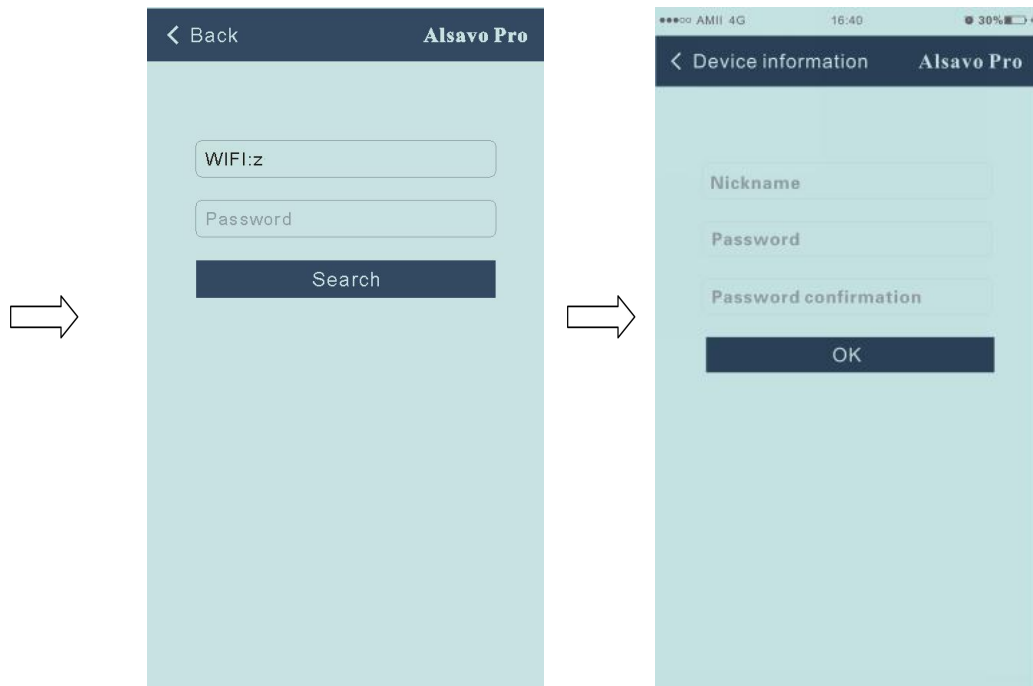 Back Alsavo Pro
WIFI:z
Password
Search
AMII 4G 16:40 30%
Device information Alsavo Pro
Nickname
Password
Password confirmation
OK